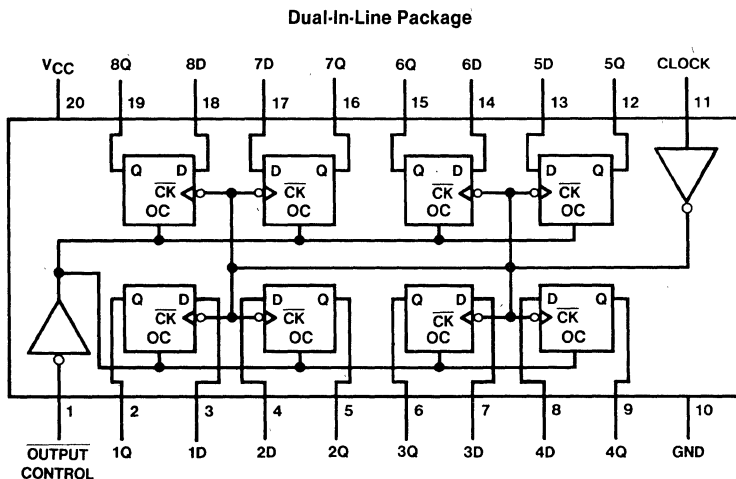 Dual-In-Line Package
VCC 8Q 8D 7D 7Q 6Q 6D 5D 5Q CLOCK
20 19 18 17 16 15 14 13 12 11
Q D D Q Q D D Q
CK CK CK CK
OC OC OC OC
Q D D Q Q D D Q
CK CK CK CK
OC OC OC OC
1 2 3 4 5 6 7 8 9 10
OUTPUT CONTROL 1Q 1D 2D 2Q 3Q 3D 4D 4Q GND